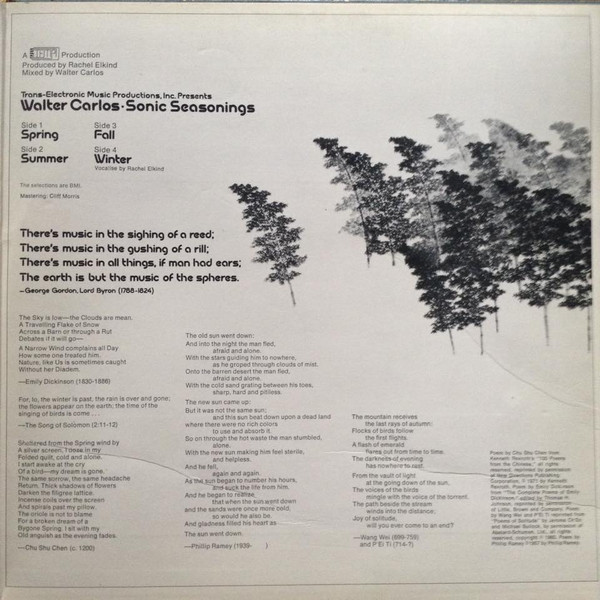 A TEMPI Production
Produced by Rachel Elkind
Mixed by Walter Carlos
Trans-Electronic Music Productions, Inc. Presents
Walter Carlos·Sonic Seasonings
Side 1
Spring
Side 2
Summer
Side 3
Fall
Side 4
Winter
Vocalise by Rachel Elkind
The selections are BMI.
Mastering: Cliff Morris
There's music in the sighing of a reed;
There's music in the gushing of a rill;
There's music in all things, if man had ears;
The earth is but the music of the spheres.
—George Gordon, Lord Byron (1788-1824)
The Sky is low—the Clouds are mean.
A Travelling Flake of Snow
Across a Barn or through a Rut
Debates if it will go—
A Narrow Wind complains all Day
How some one treated him.
Nature, like Us is sometimes caught
Without her Diadem.
—Emily Dickinson (1830-1886)
For, lo, the winter is past, the rain is over and gone;
the flowers appear on the earth; the time of the
singing of birds is come . . .
—The Song of Solomon (2:11-12)
Sheltered from the Spring wind by
A silver screen, I doze in my
Folded quilt, cold and alone.
I start awake at the cry
Of a bird—my dream is gone.
The same sorrow, the same headache
Return. Thick shadows of flowers
Darken the filigree lattice.
Incense coils over the screen
And spirals past my pillow.
The oriole is not to blame
For a broken dream of a
Bygone Spring. I sit with my
Old anguish as the evening fades.
—Chu Shu Chen (c. 1200)
The old sun went down:
And into the night the man fled,
afraid and alone.
With the stars guiding him to nowhere,
as he groped through clouds of mist.
Onto the barren desert the man fled,
afraid and alone.
With the cold sand grating between his toes,
sharp, hard and pitiless.
The new sun came up:
But it was not the same sun;
and this sun beat down upon a dead land
where there were no rich colors
to use and absorb it.
So on through the hot waste the man stumbled,
alone.
With the new sun making him feel sterile,
and helpless.
And he fell,
again and again.
As the sun began to number his hours,
and suck the life from him,
And he began to realise
that when the sun went down
and the sands were once more cold,
so would he also be.
And gladness filled his heart as
The sun went down.
—Phillip Ramey (1939- )
The mountain receives
the last rays of autumn:
Flocks of birds follow
the first flights.
A flash of emerald
flares out from time to time.
The darkness of evening
has nowhere to rest.
From the vault of light
at the going down of the sun,
The voices of the birds
mingle with the voice of the torrent.
The path beside the stream
winds into the distance;
Joy of solitude,
will you ever come to an end?
—Wang Wei (699-759)
and P'Ei Ti (714-?)
Poem by Chu Shu Chen from
Kenneth Rexroth's "100 Poems
from the Chinese," all rights
reserved, reprinted by permission